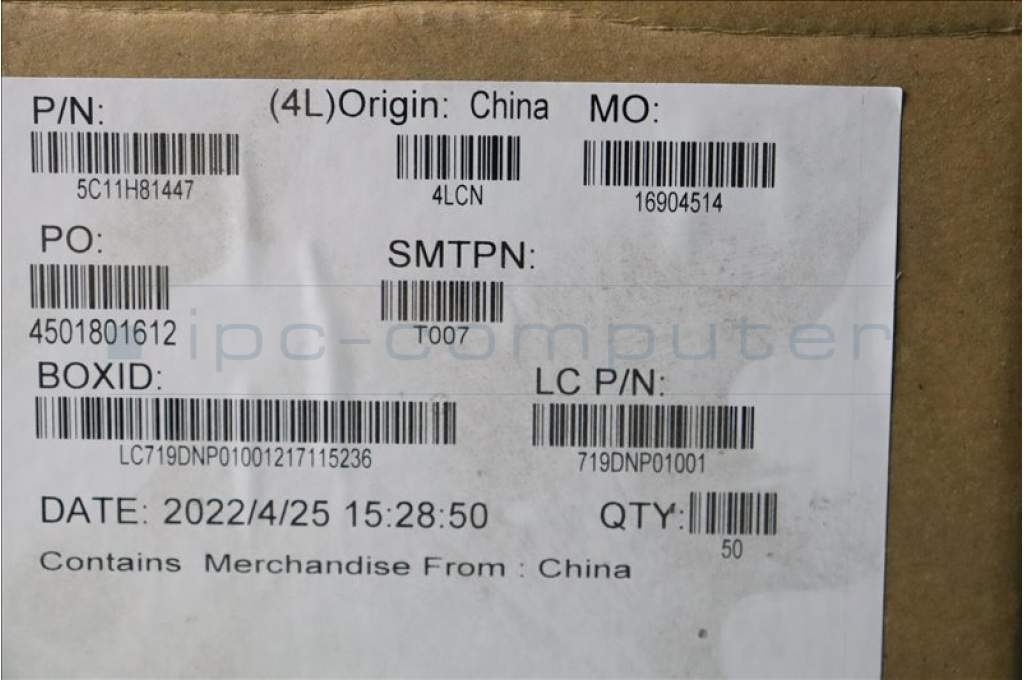 P/N: (4L)Origin: China MO:
5C11H81447 4LCN 16904514
PO: SMTPN:
4501801612 T007
ipc-computer
BOXID: LC P/N:
LC719DNP01001217115236 719DNP01001
DATE: 2022/4/25 15:28:50 QTY:
50
Contains Merchandise From : China